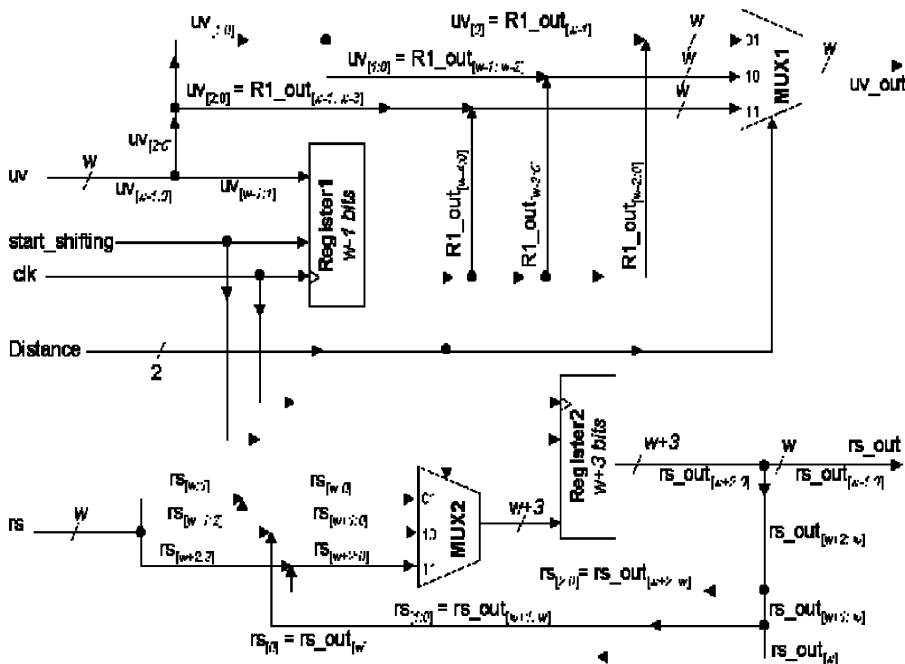 uv[1:0]
uv[2] = R1_out[w-1]
w
01
w
uv[1:0] = R1_out[w-1: w-2]
w
10
MUX1
uv_out
uv[2:0] = R1_out[w-1: w-3]
w
11
uv[2:0]
uv
w
uv[w-1:0]
uv[w-1:1]
Register1
w-1 bits
R1_out[w-4:0]
R1_out[w-3:0]
R1_out[w-2:0]
start_shifting
clk
Distance
2
Register2
w+3 bits
w+3
w
rs_out
rs_out[w+2:0]
rs_out[w-1:0]
rs
w
rs[w:1]
rs[w:0]
01
rs[w+1:2]
rs[w+1:0]
10
MUX2
w+3
rs[w+2:3]
rs[w+2:0]
11
rs_out[w+2: w]
rs[2:0] = rs_out[w+2: w]
rs[1:0] = rs_out[w+1: w]
rs_out[w+1: w]
rs[0] = rs_out[w]
rs_out[w]